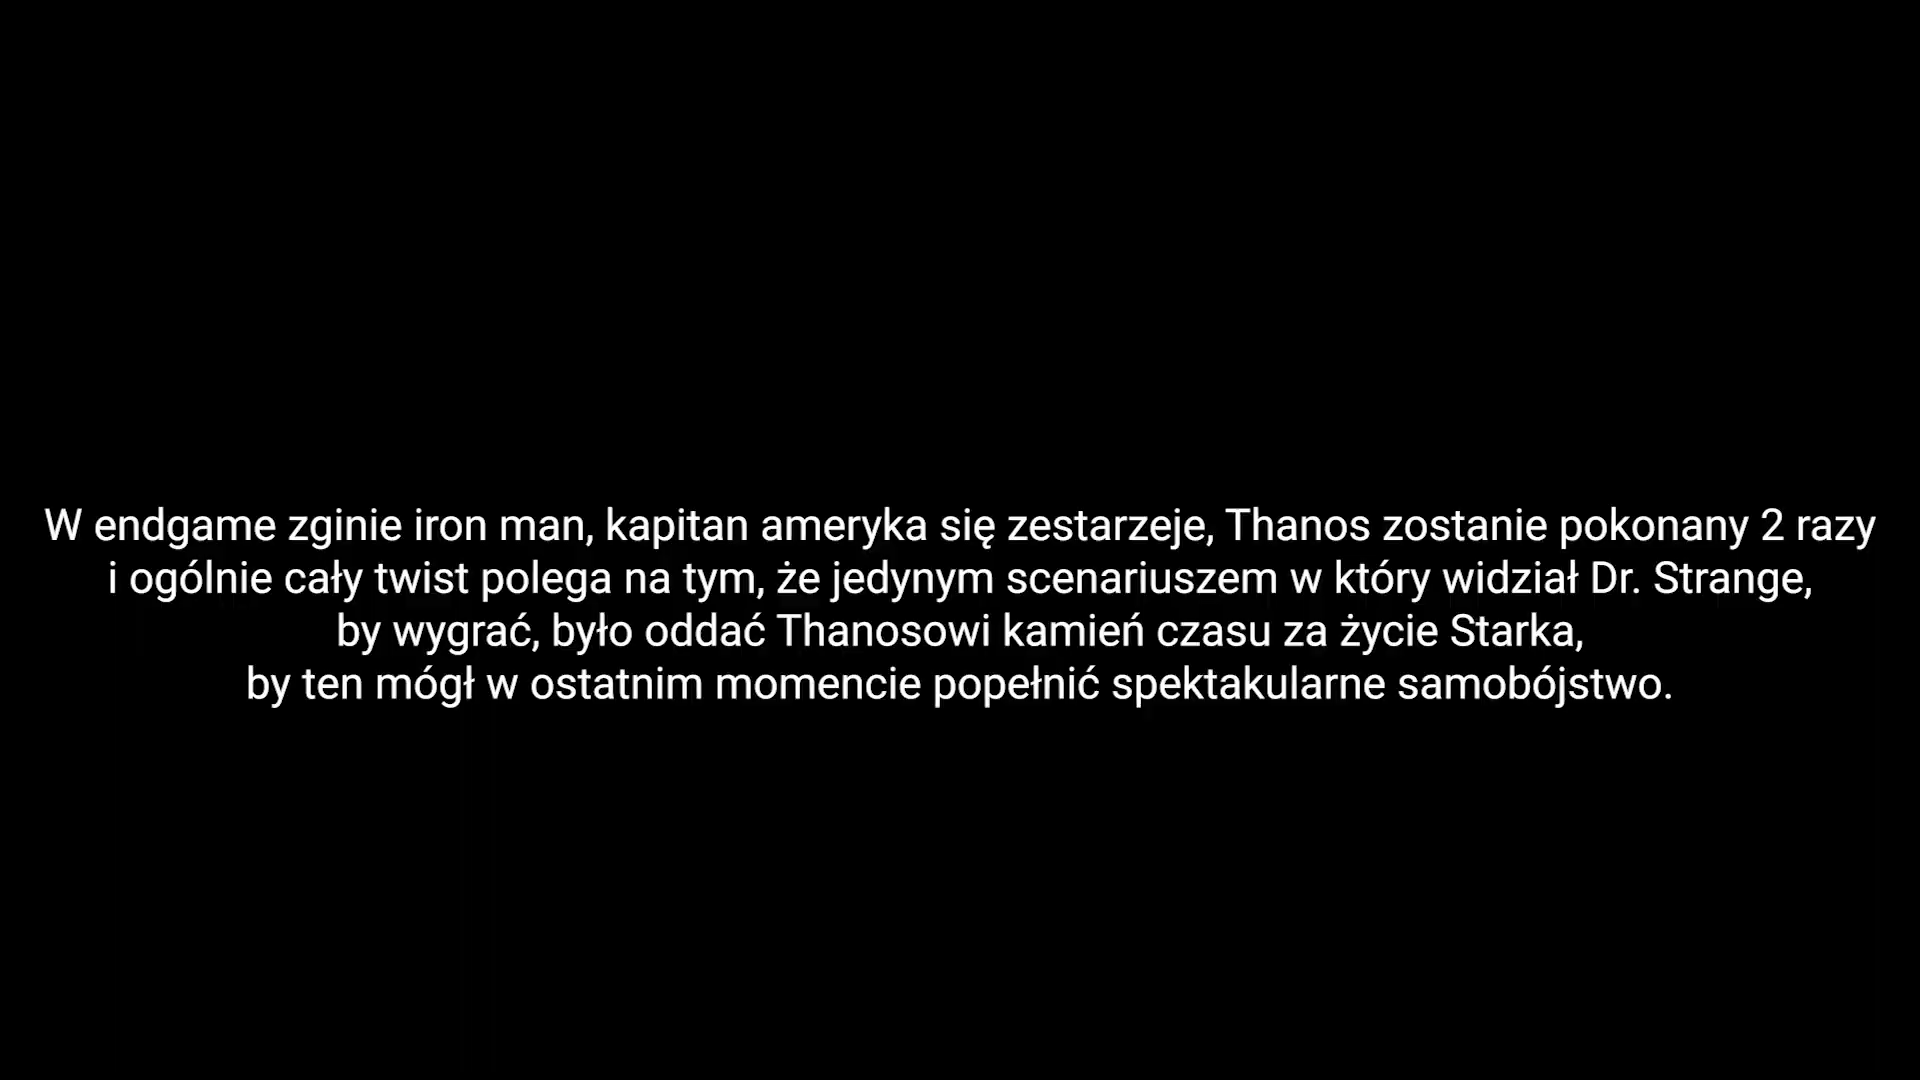 W endgame zginie iron man, kapitan ameryka się zestarzeje, Thanos zostanie pokonany 2 razy
i ogólnie cały twist polega na tym, że jedynym scenariuszem w który widział Dr. Strange,
by wygrać, było oddać Thanosowi kamień czasu za życie Starka,
by ten mógł w ostatnim momencie popełnić spektakularne samobójstwo.